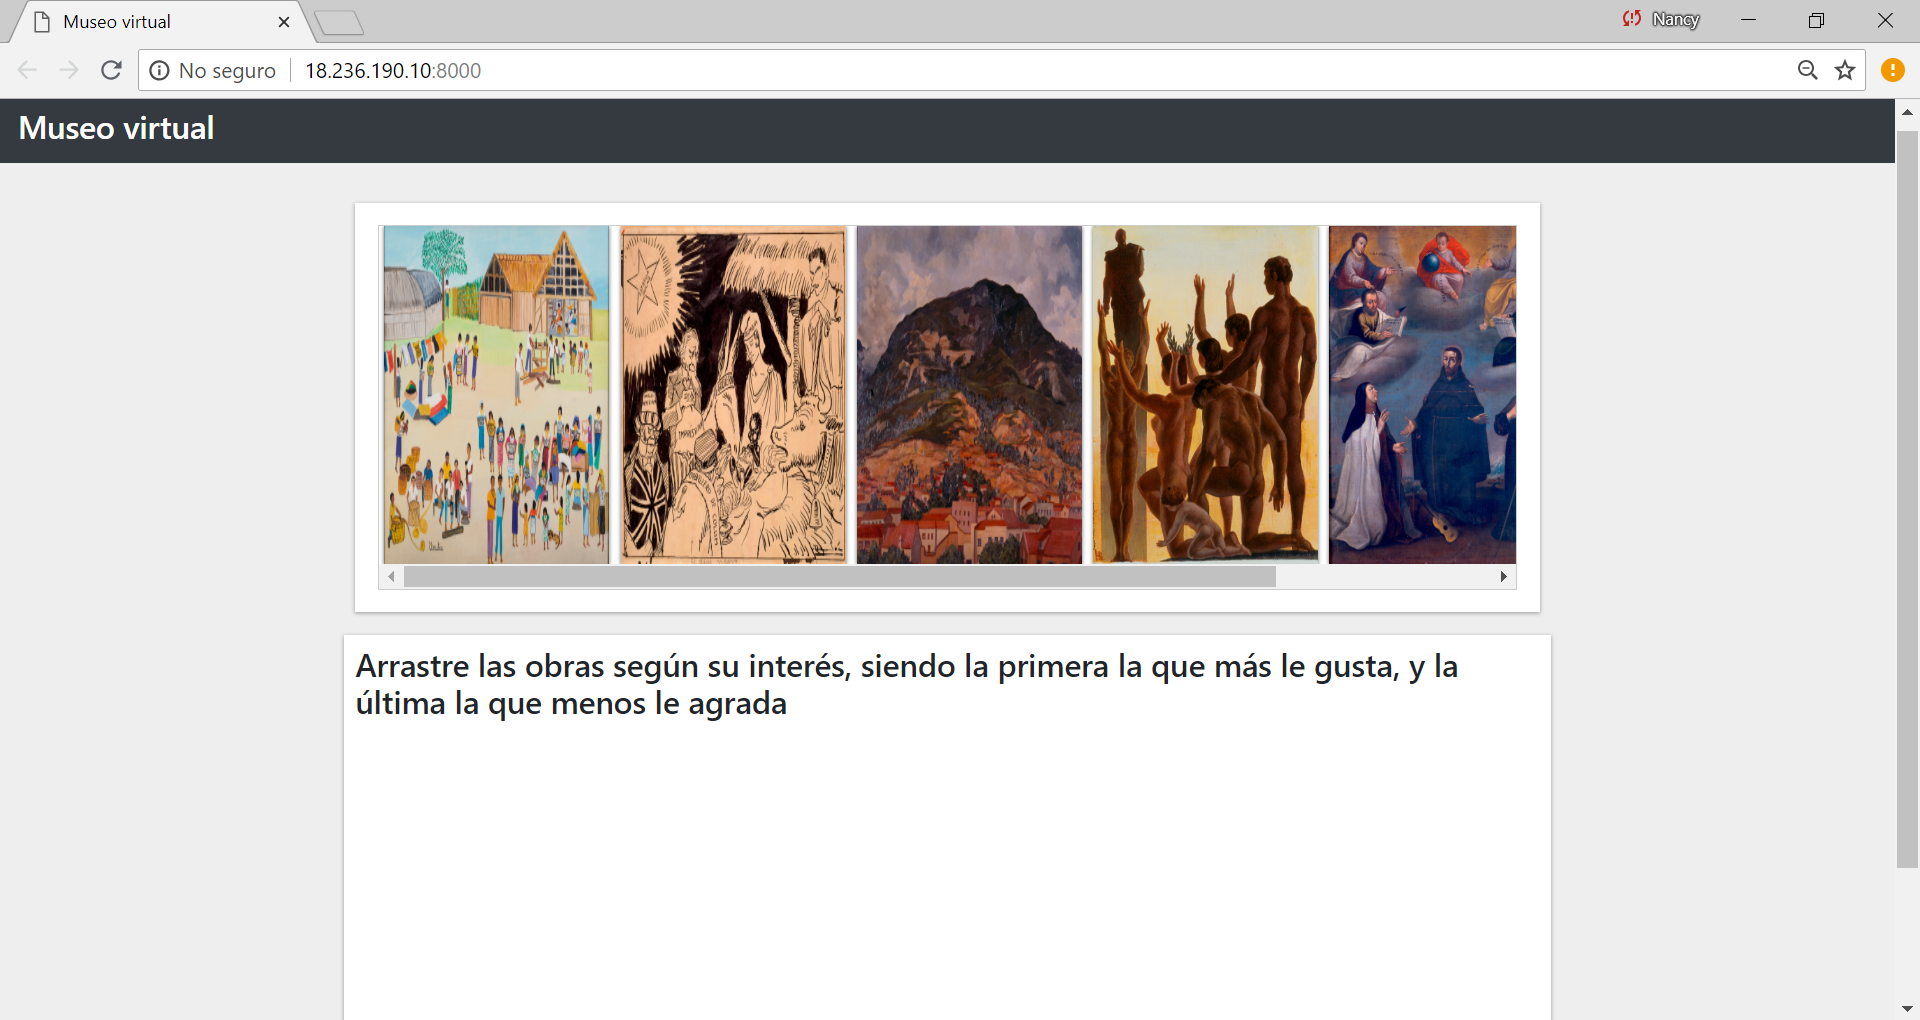 Museo virtual
Nancy
No seguro
18.236.190.10:8000
Museo virtual
Arrastre las obras según su interés, siendo la primera la que más le gusta, y la
última la que menos le agrada